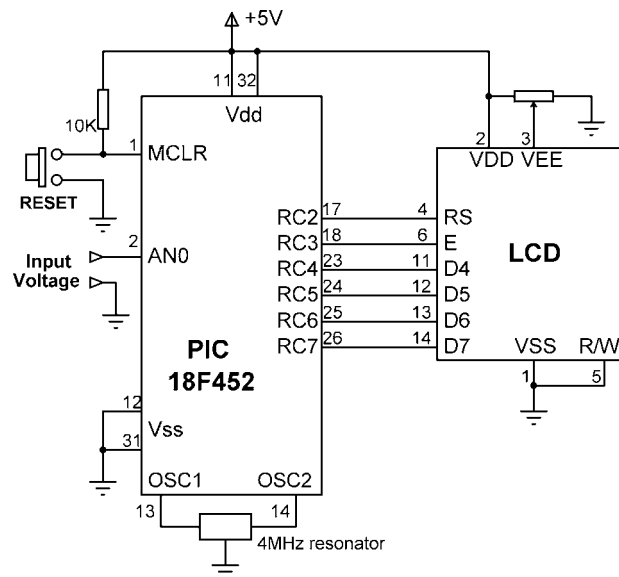 +5V
11 32
Vdd
10K
1 MCLR
RESET
2 3
VDD VEE
2 AN0
Input
Voltage
RC2 17 4 RS
RC3 18 6 E
RC4 23 11 D4
RC5 24 12 D5
RC6 25 13 D6
RC7 26 14 D7
LCD
PIC
18F452
VSS R/W
1 5
12
Vss
31
OSC1 OSC2
13 14
4MHz resonator